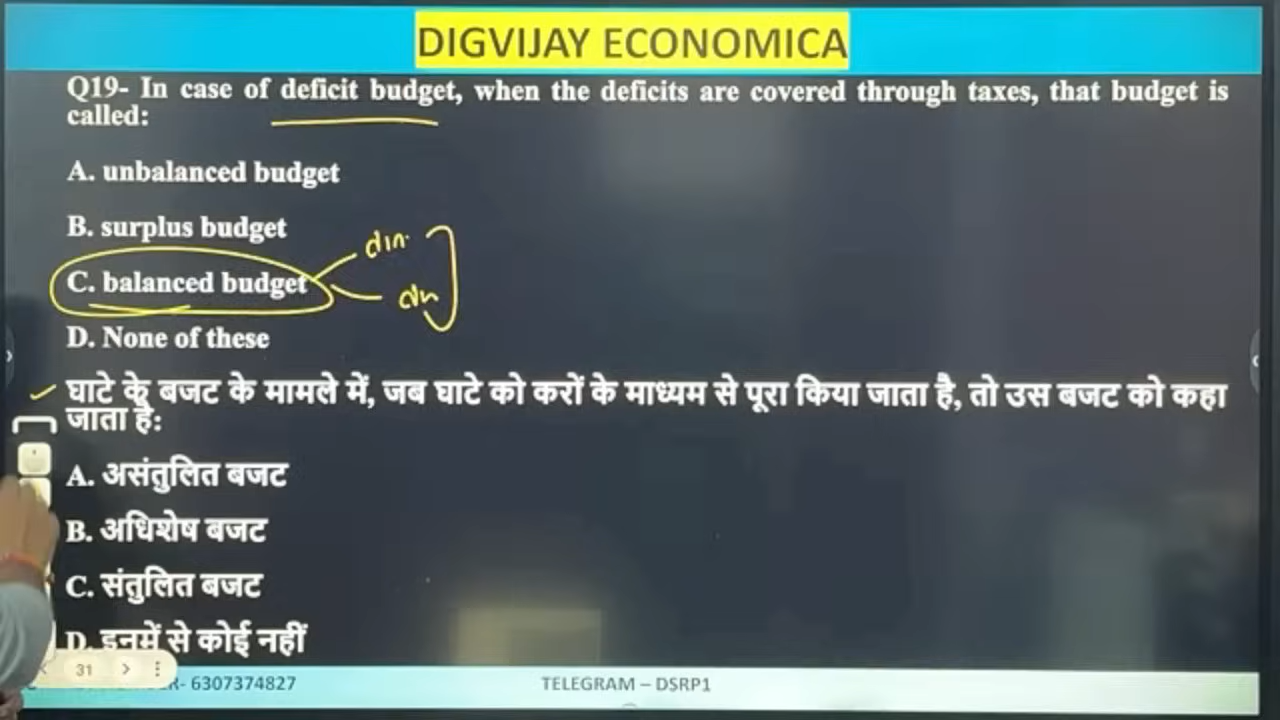 DIGVIJAY ECONOMICA
Q19- In case of deficit budget, when the deficits are covered through taxes, that budget is
called:
A. unbalanced budget
B. surplus budget
C. balanced budget
D. None of these
घाटे के बजट के मामले में, जब घाटे को करों के माध्यम से पूरा किया जाता है, तो उस बजट को कहा
जाता है:
A. असंतुलित बजट
B. अधिशेष बजट
C. संतुलित बजट
D. इनमें से कोई नहीं
31
6307374827
TELEGRAM – DSRP1